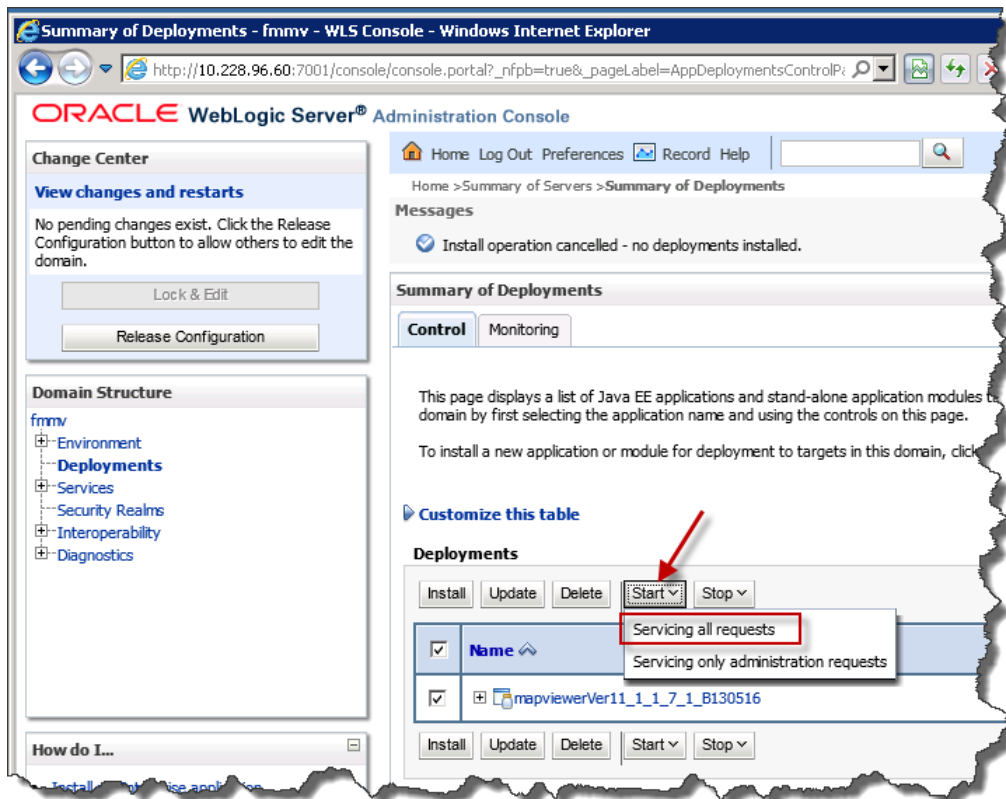 Summary of Deployments - fmmv - WLS Console - Windows Internet Explorer
http://10.228.96.60:7001/console/console.portal?_nfpb=true&_pageLabel=AppDeploymentsControlPa
ORACLE WebLogic Server® Administration Console
Change Center
View changes and restarts
No pending changes exist. Click the Release
Configuration button to allow others to edit the
domain.
Lock & Edit
Release Configuration
Domain Structure
fmmv
Environment
Deployments
Services
Security Realms
Interoperability
Diagnostics
How do I...
Home Log Out Preferences Record Help
Home >Summary of Servers >Summary of Deployments
Messages
Install operation cancelled - no deployments installed.
Summary of Deployments
Control Monitoring
This page displays a list of Java EE applications and stand-alone application modules
domain by first selecting the application name and using the controls on this page.
To install a new application or module for deployment to targets in this domain, click
Customize this table
Deployments
Install Update Delete Start Stop
Servicing all requests
Servicing only administration requests
Name
mapviewerVer11_1_1_7_1_B130516
Install Update Delete Start Stop